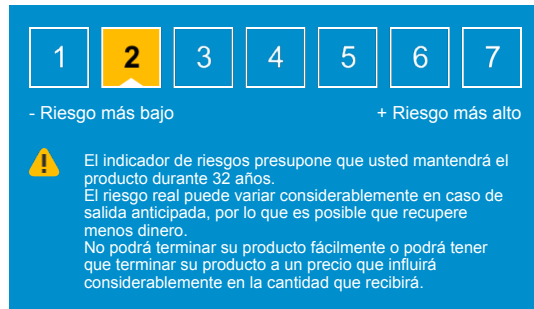 1 2 3 4 5 6 7
- Riesgo más bajo + Riesgo más alto
El indicador de riesgos presupone que usted mantendrá el
producto durante 32 años.
El riesgo real puede variar considerablemente en caso de
salida anticipada, por lo que es posible que recupere
menos dinero.
No podrá terminar su producto fácilmente o podrá tener
que terminar su producto a un precio que influirá
considerablemente en la cantidad que recibirá.